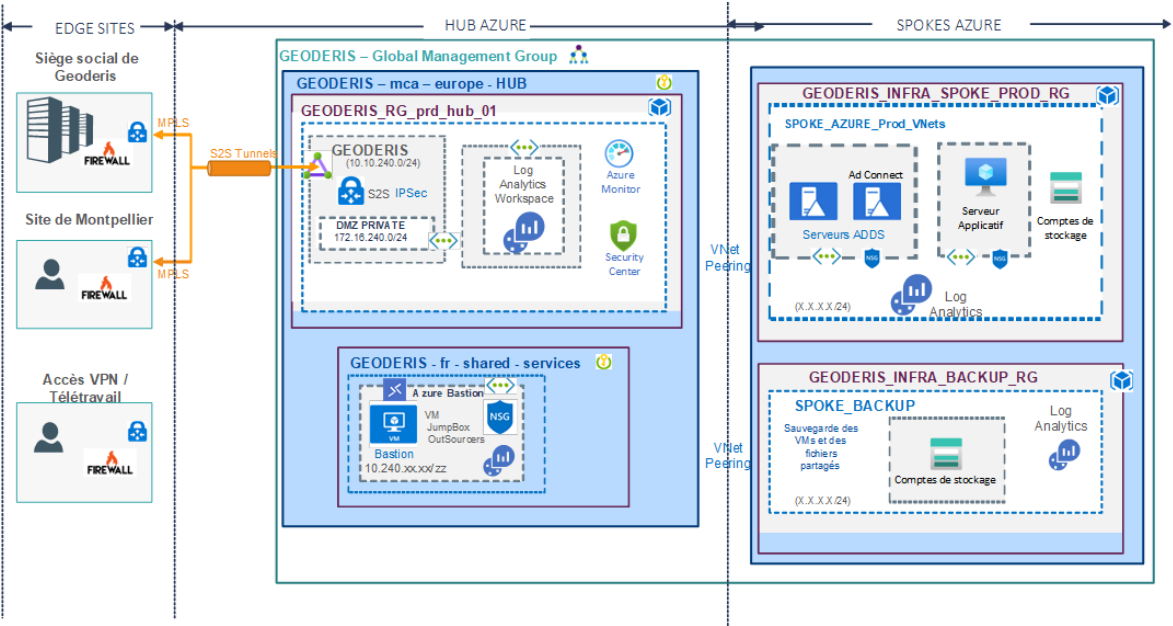 EDGE SITES
HUB AZURE
SPOKES AZURE
Siège social de
Geoderis
FIREWALL
MPLS
S2S Tunnels
Site de Montpellier
FIREWALL
MPLS
Accès VPN /
Télétravail
FIREWALL
GEODERIS – Global Management Group
GEODERIS – mca – europe - HUB
GEODERIS_RG_prd_hub_01
GEODERIS
(10.10.240.0/24)
S2S IPSec
DMZ PRIVATE
172.16.240.0/24
Log
Analytics
Workspace
Azure
Monitor
Security
Center
GEODERIS - fr - shared - services
Azure Bastion
VM
JumpBox
OutSourcers
VM
NSG
Bastion
10.240.xx.xx/zz
VNet
Peering
VNet
Peering
GEODERIS_INFRA_SPOKE_PROD_RG
SPOKE_AZURE_Prod_VNets
Ad Connect
Serveurs ADDS
NSG
Serveur
Applicatif
NSG
Comptes de
stockage
(X.X.X.X/24)
Log
Analytics
GEODERIS_INFRA_BACKUP_RG
SPOKE_BACKUP
Sauvegarde des
VMs et des
fichiers
partagés
(X.X.X.X/24)
Comptes de stockage
Log
Analytics